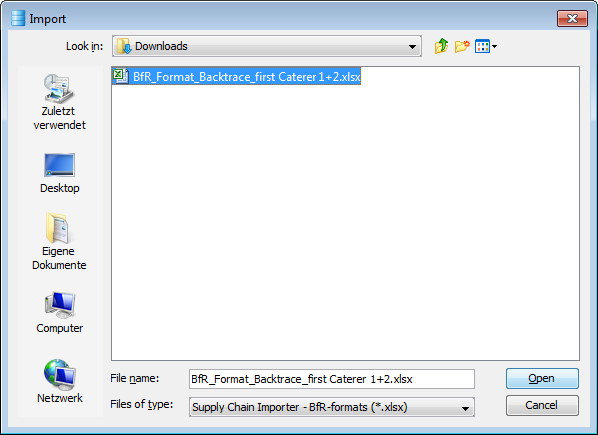 Import
Look in:
Downloads
BfR_Format_Backtrace_first Caterer 1+2.xlsx
Zuletzt
verwendet
Desktop
Eigene
Dokumente
Computer
Netzwerk
File name:
BfR_Format_Backtrace_first Caterer 1+2.xlsx
Open
Files of type:
Supply Chain Importer - BfR-formats (*.xlsx)
Cancel